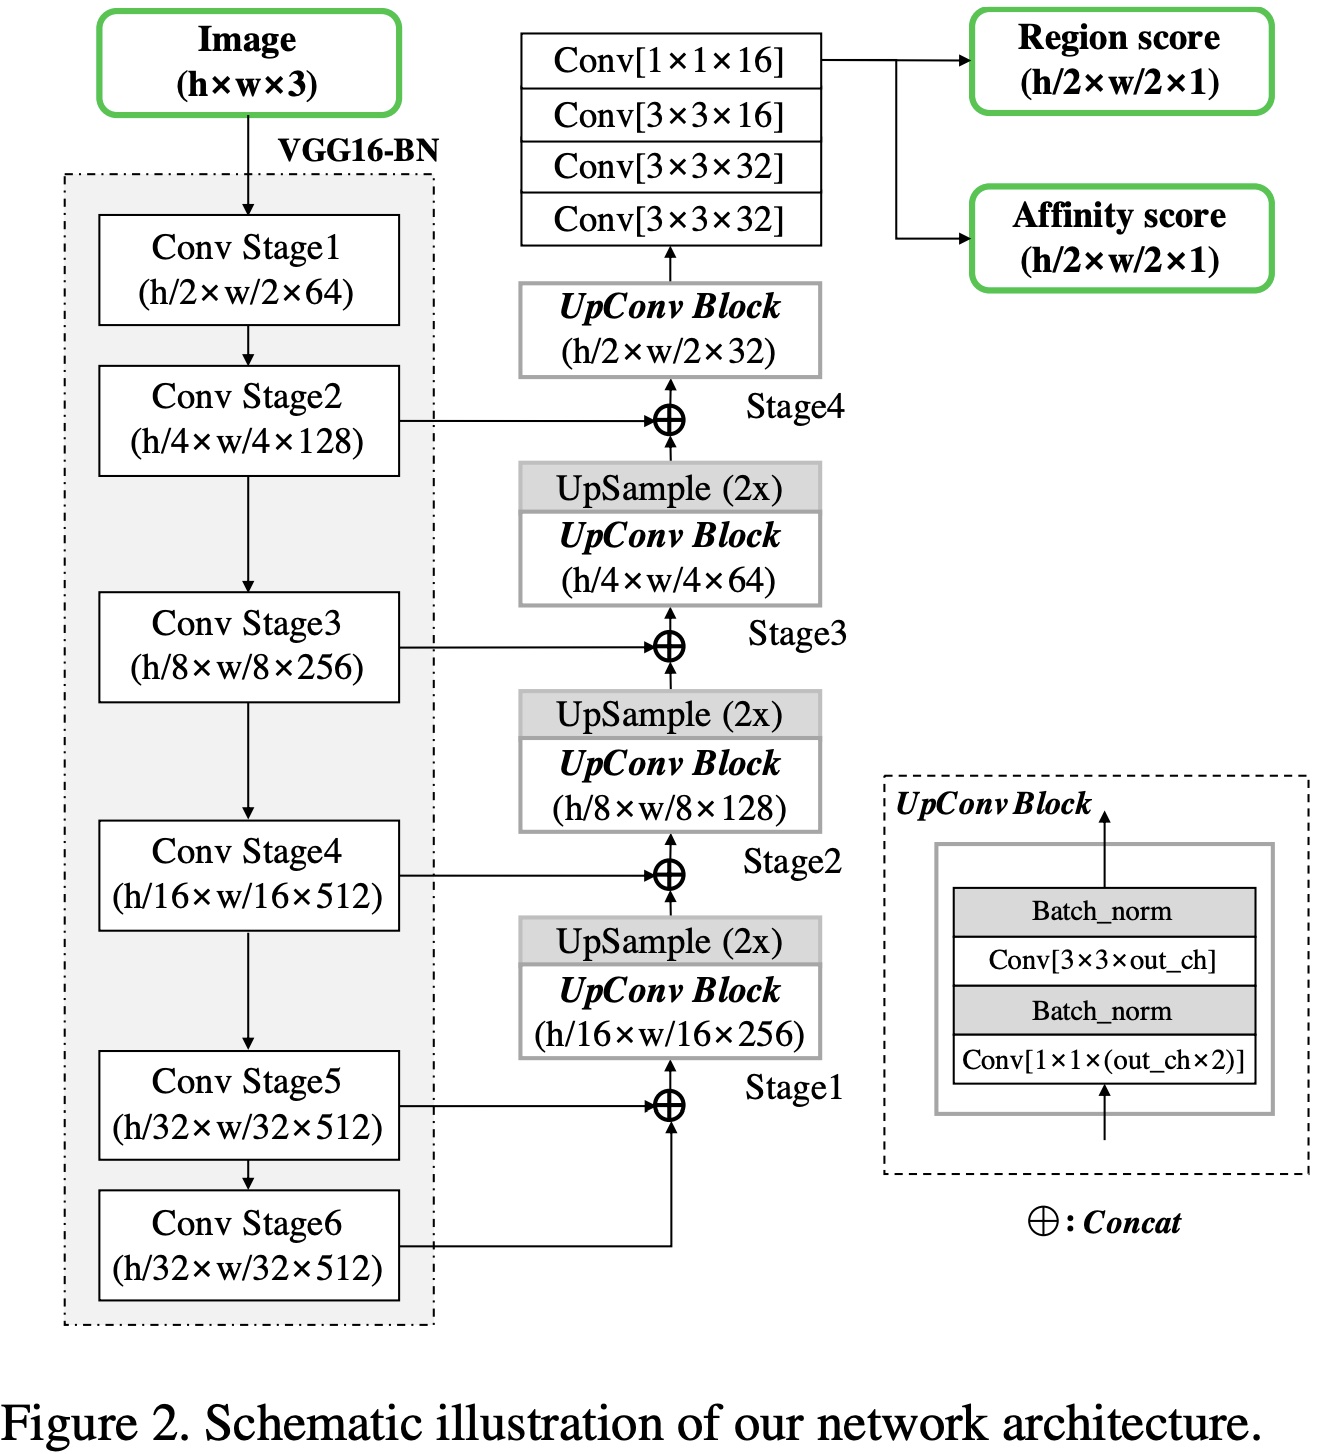 Image
(h×w×3)
VGG16-BN
Conv Stage1
(h/2×w/2×64)
Conv Stage2
(h/4×w/4×128)
Conv Stage3
(h/8×w/8×256)
Conv Stage4
(h/16×w/16×512)
Conv Stage5
(h/32×w/32×512)
Conv Stage6
(h/32×w/32×512)
Conv[1×1×16]
Conv[3×3×16]
Conv[3×3×32]
Conv[3×3×32]
UpConv Block
(h/2×w/2×32)
Stage4
UpSample (2x)
UpConv Block
(h/4×w/4×64)
Stage3
UpSample (2x)
UpConv Block
(h/8×w/8×128)
Stage2
UpSample (2x)
UpConv Block
(h/16×w/16×256)
Stage1
Region score
(h/2×w/2×1)
Affinity score
(h/2×w/2×1)
UpConv Block
Batch_norm
Conv[3×3×out_ch]
Batch_norm
Conv[1×1×(out_ch×2)]
⊕ : Concat
Figure 2. Schematic illustration of our network architecture.